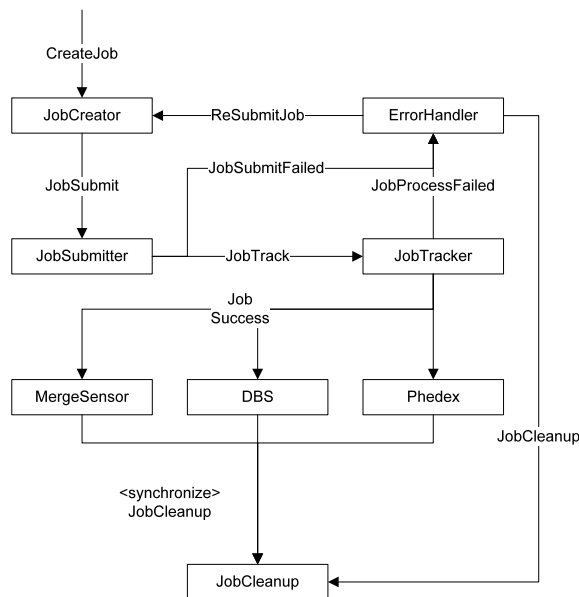 CreateJob
JobCreator
ReSubmitJob
ErrorHandler
JobSubmit
JobSubmitFailed
JobProcessFailed
JobSubmitter
JobTrack
JobTracker
Job
Success
MergeSensor
DBS
Phedex
JobCleanup
<synchronize>
JobCleanup
JobCleanup